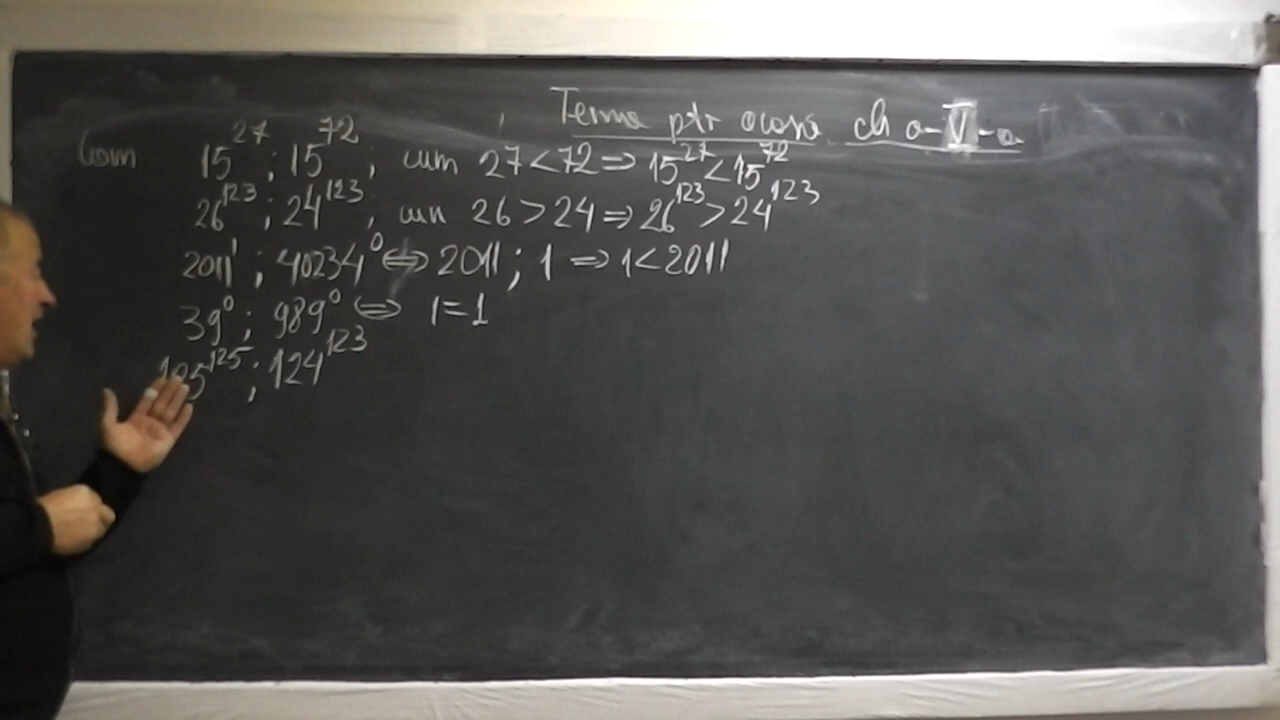 Tema ptr acasă cls a-V-a
Com 15^27 ; 15^72 ; cum 27 < 72 ⇒ 15^27 < 15^72
26^123 ; 24^123 , cum 26 > 24 ⇒ 26^123 > 24^123
2011^1 ; 40234^0 ⇔ 2011 ; 1 ⇒ 1 < 2011
39^0 ; 989^0 ⇔ 1 = 1
125^125 ; 124^123